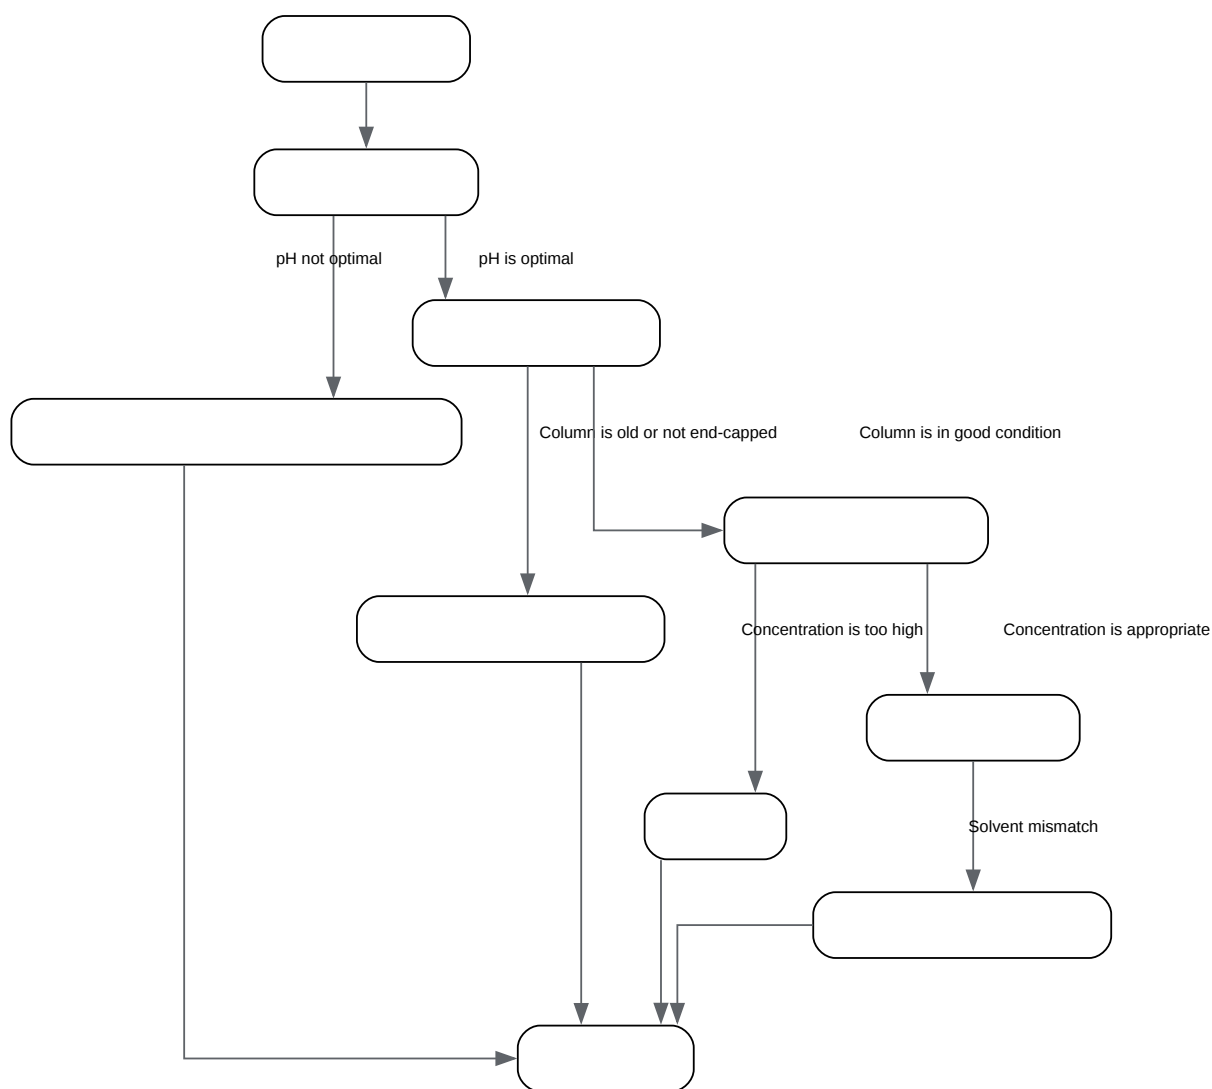 pH not optimal
pH is optimal
Column is old or not end-capped
Column is in good condition
Concentration is too high
Concentration is appropriate
Solvent mismatch